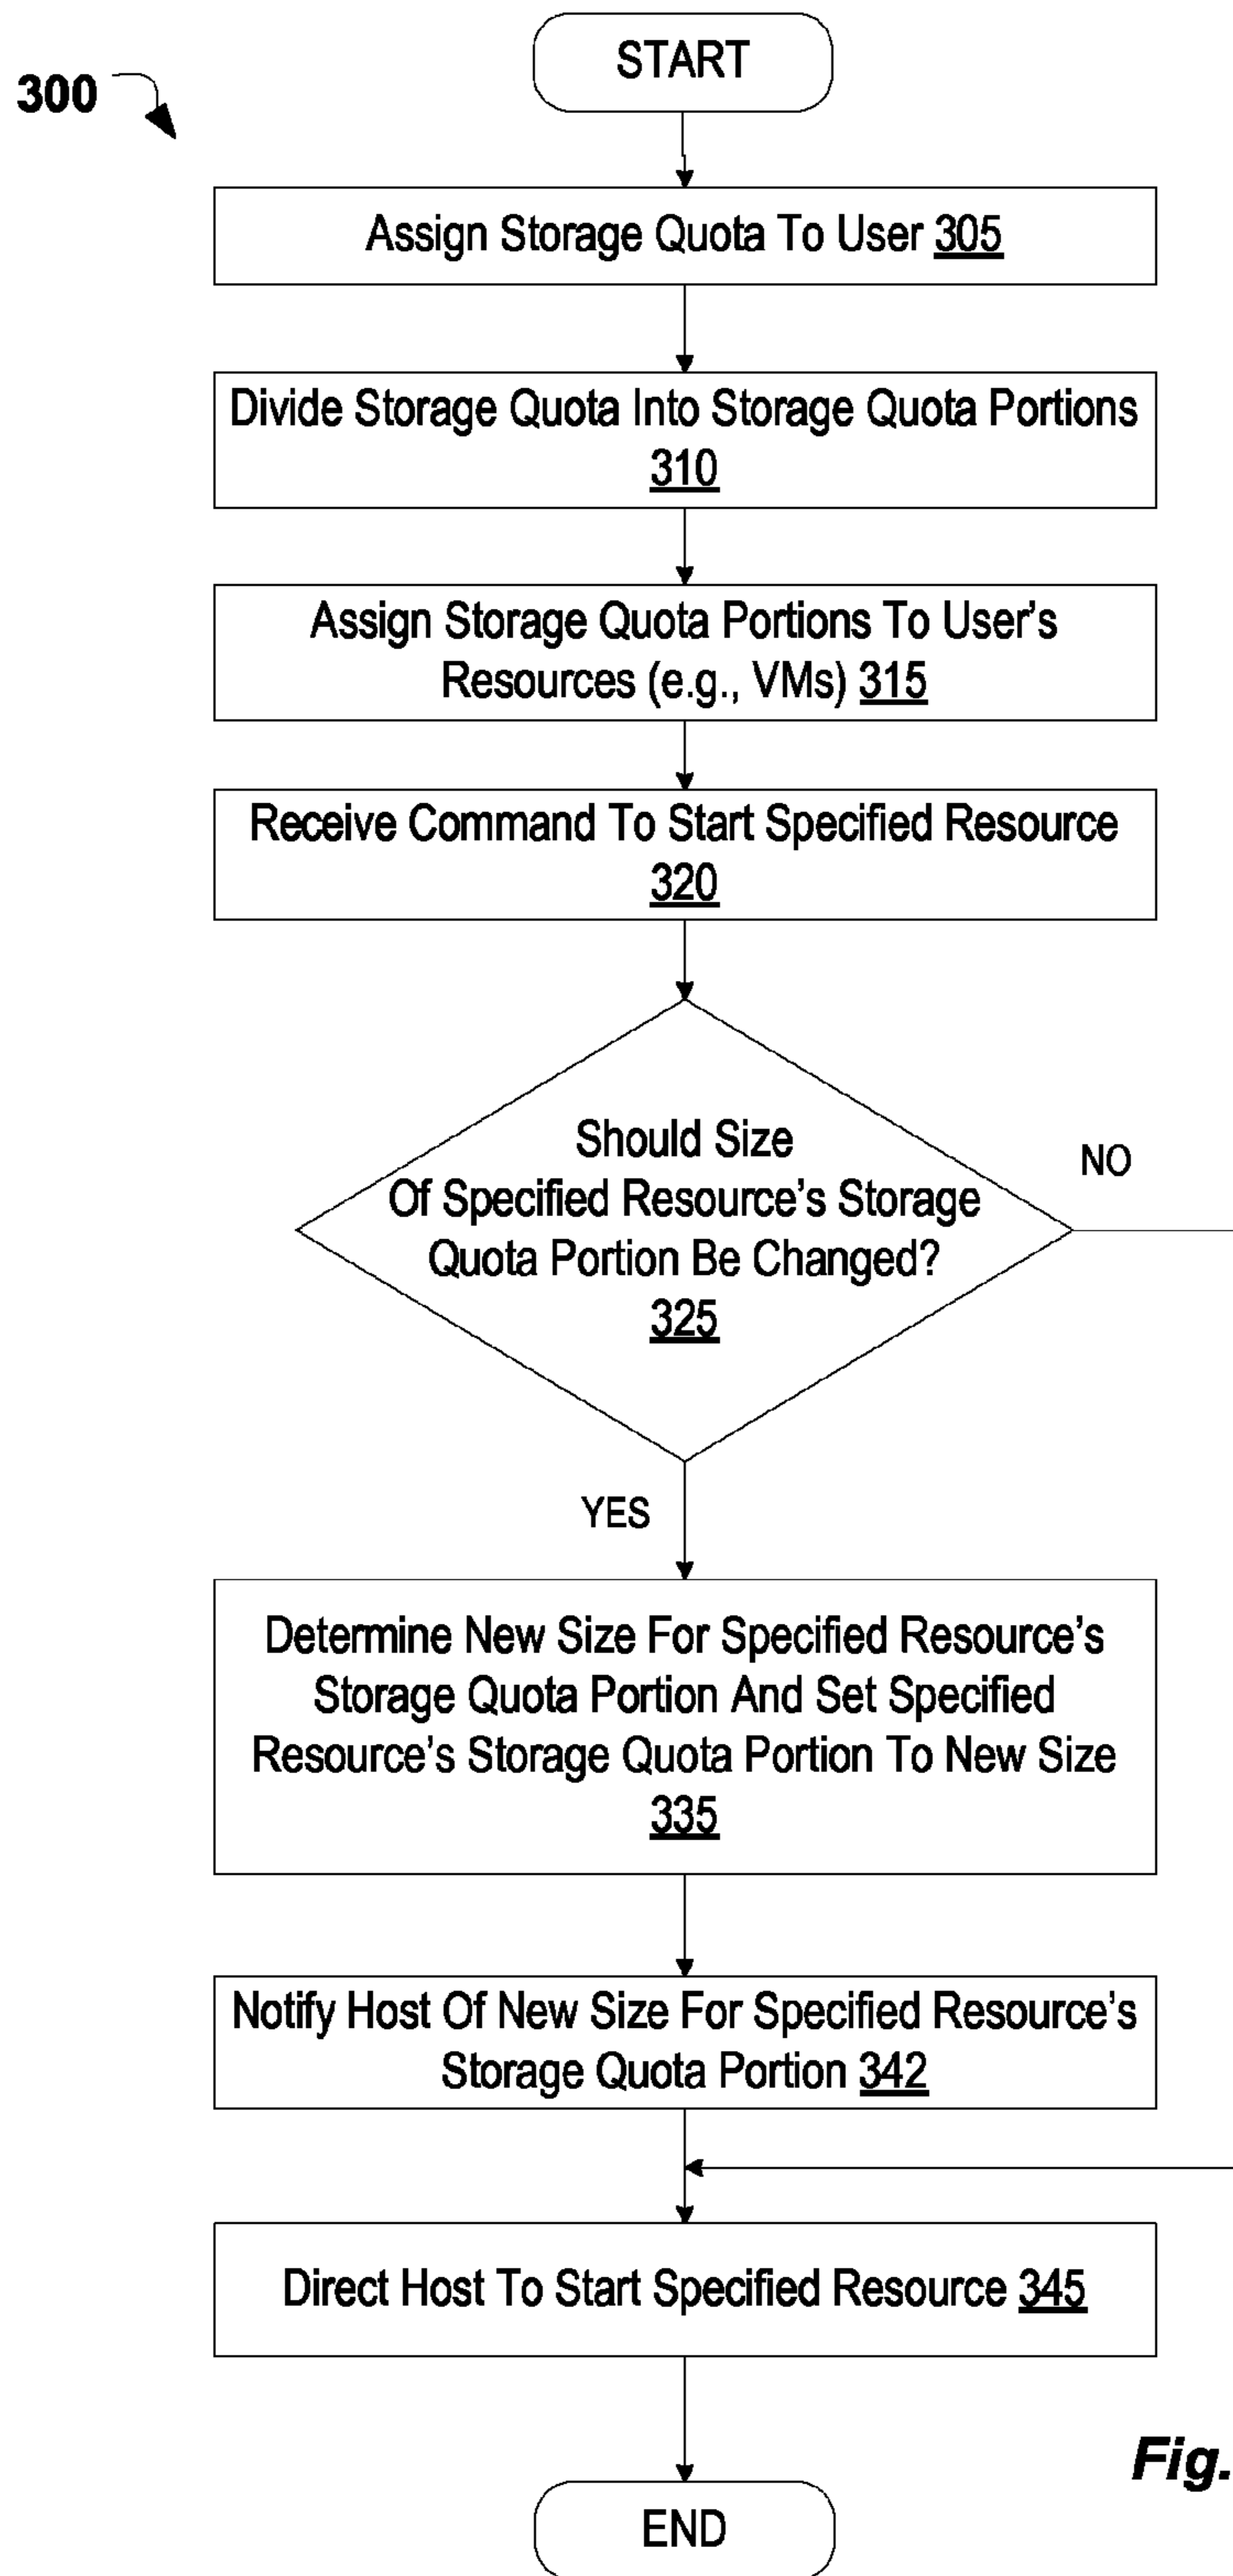 START
300
Assign Storage Quota To User 305
Divide Storage Quota Into Storage Quota Portions
310
Assign Storage Quota Portions To User’s
Resources (e.g., VMs) 315
Receive Command To Start Specified Resource
320
Should Size
Of Specified Resource’s Storage
Quota Portion Be Changed?
325
NO
YES
Determine New Size For Specified Resource’s
Storage Quota Portion And Set Specified
Resource’s Storage Quota Portion To New Size
335
Notify Host Of New Size For Specified Resource’s
Storage Quota Portion 342
Direct Host To Start Specified Resource 345
Fig.
END